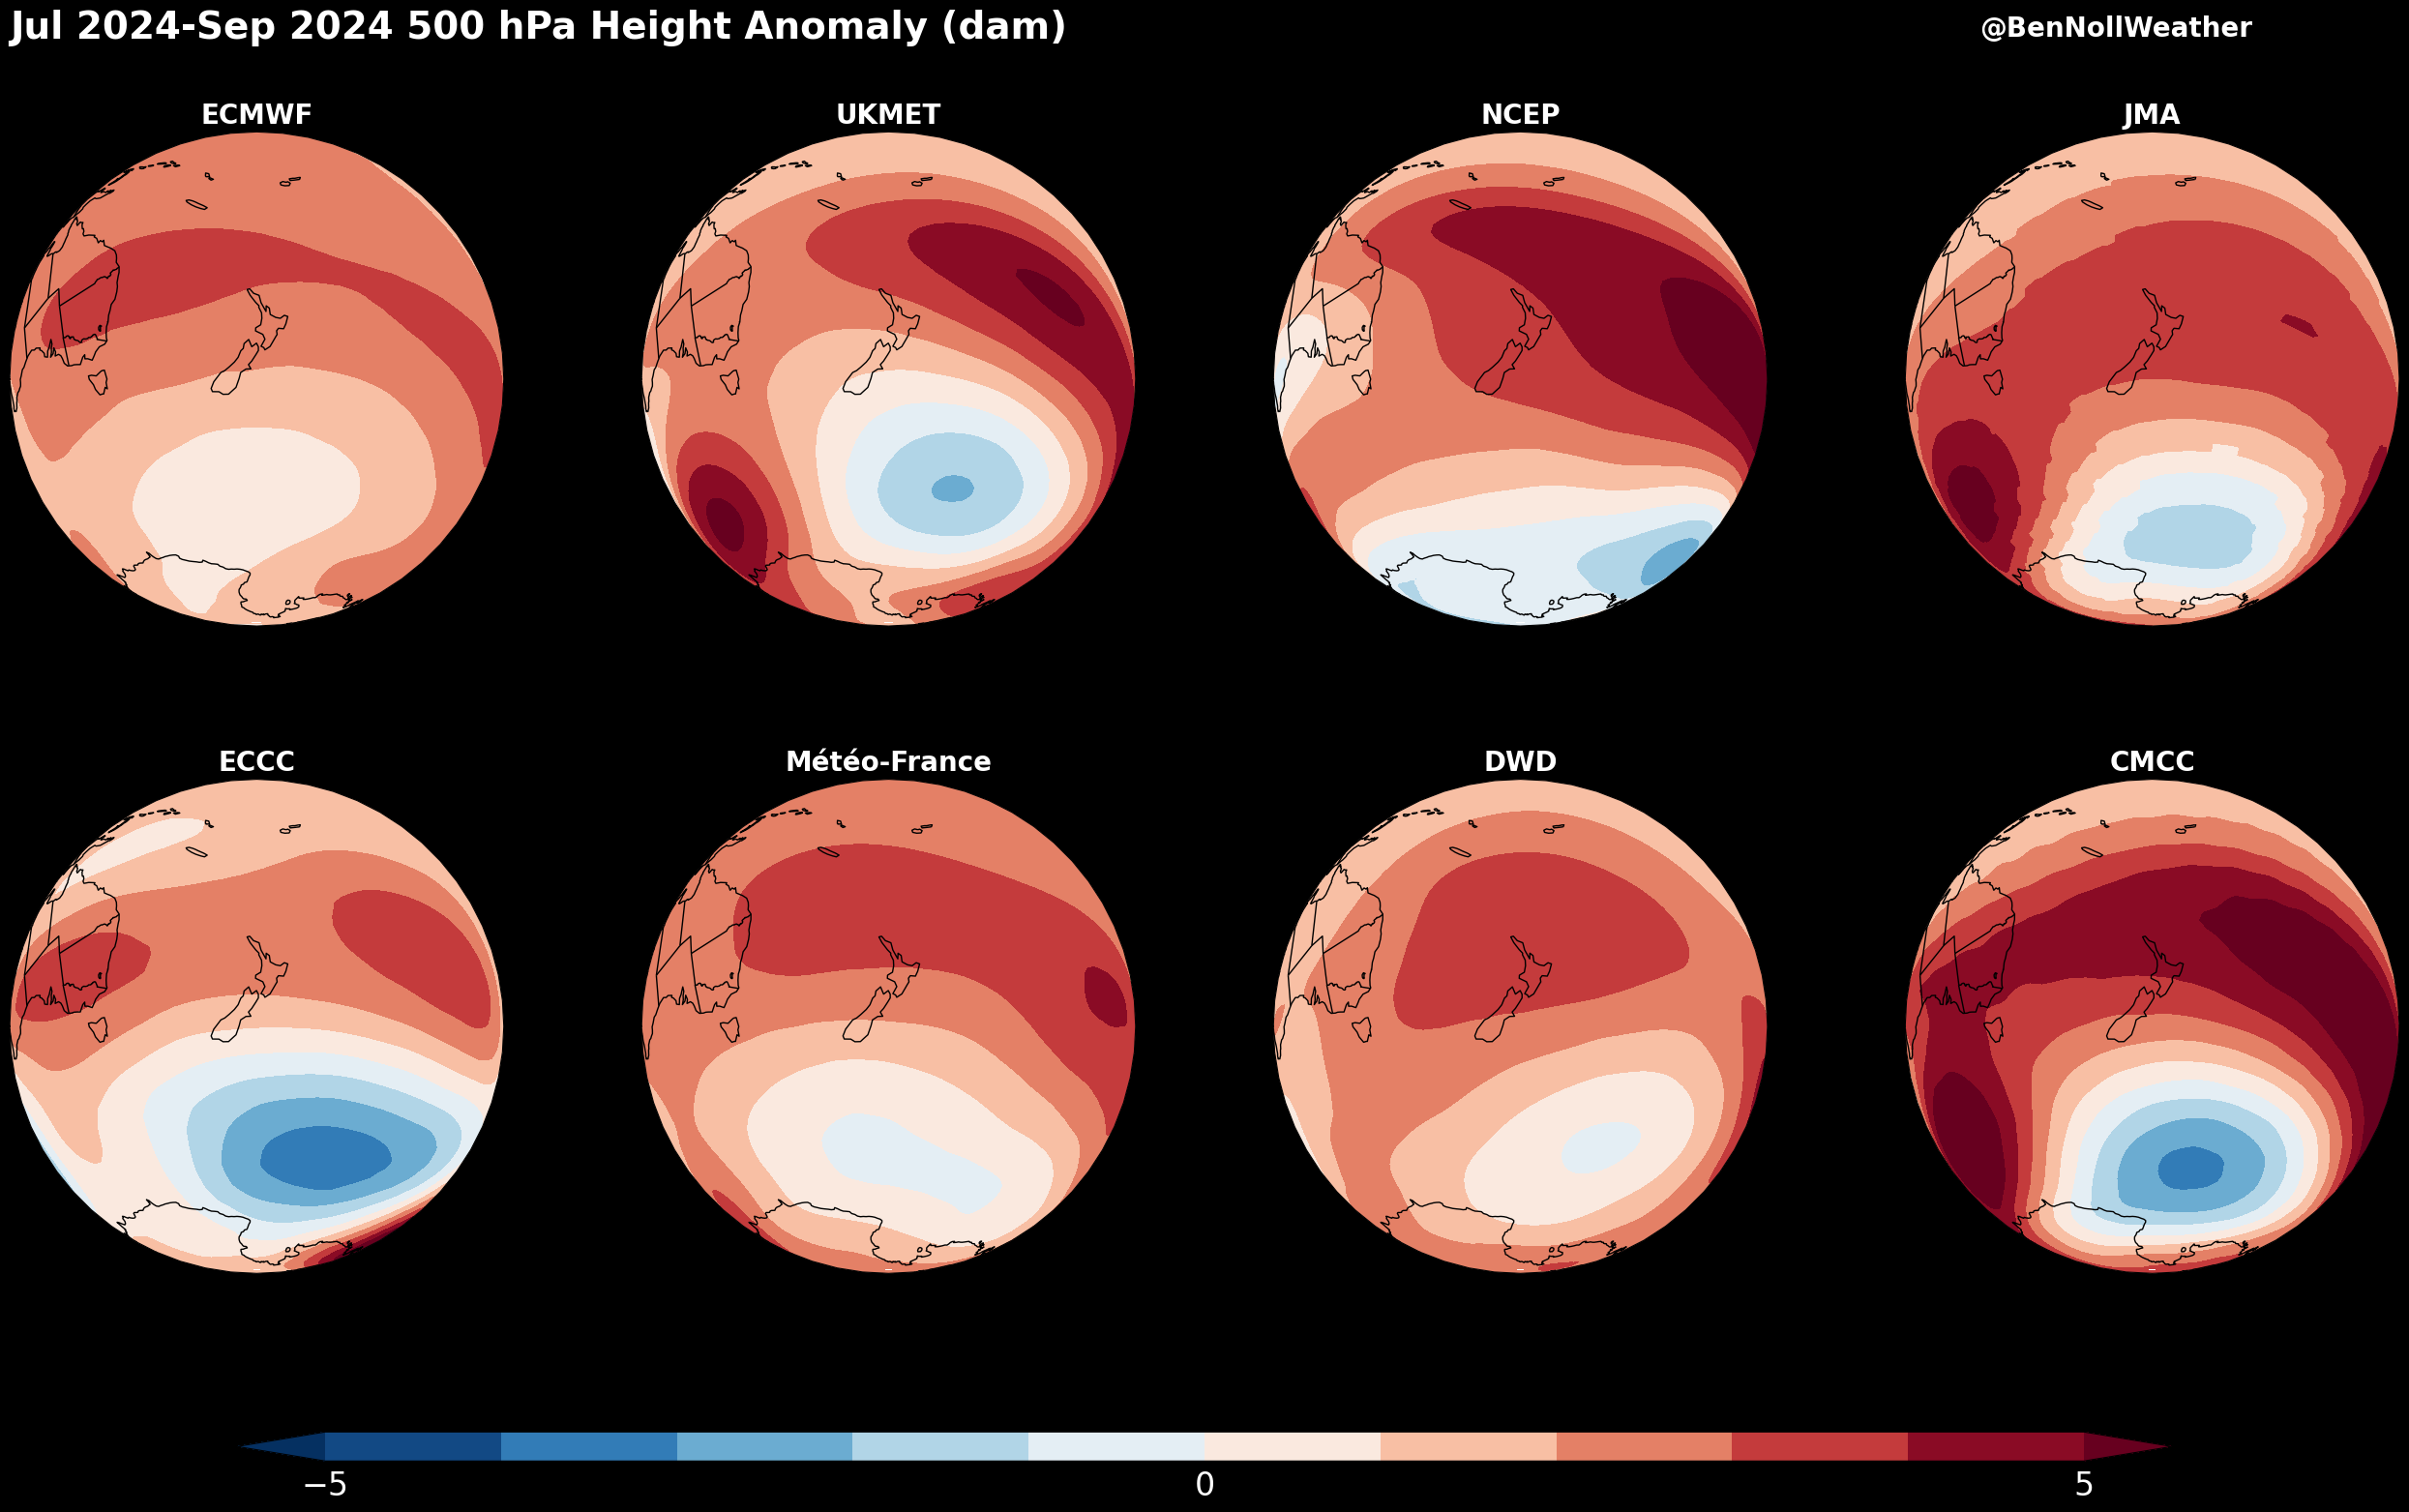 Jul 2024-Sep 2024 500 hPa Height Anomaly (dam)
@BenNollWeather
ECMWF
UKMET
NCEP
JMA
ECCC
Météo-France
DWD
CMCC
−5
0
5